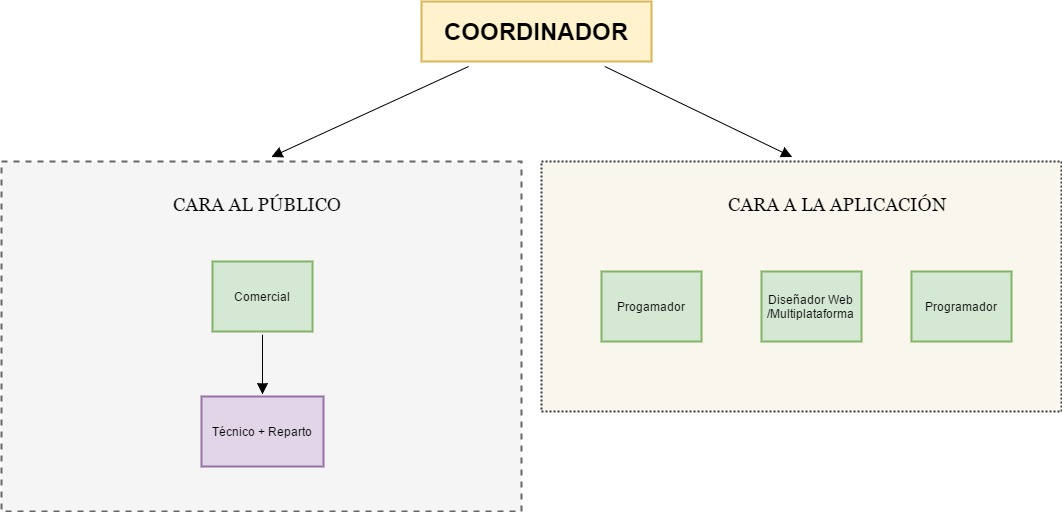 COORDINADOR
CARA AL PÚBLICO
CARA A LA APLICACIÓN
Comercial
Progamador
Diseñador Web
/Multiplataforma
Programador
Técnico + Reparto